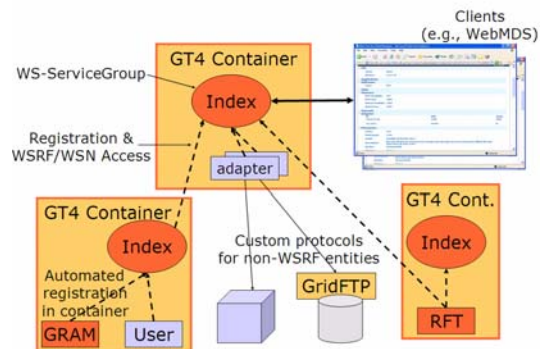 Clients
(e.g., WebMDS)
GT4 Container
WS-ServiceGroup
Index
Registration &
WSRF/WSN Access
adapter
GT4 Container
Index
Automated
registration
in container
GRAM
User
Custom protocols
for non-WSRF entities
GridFTP
GT4 Cont.
Index
RFT